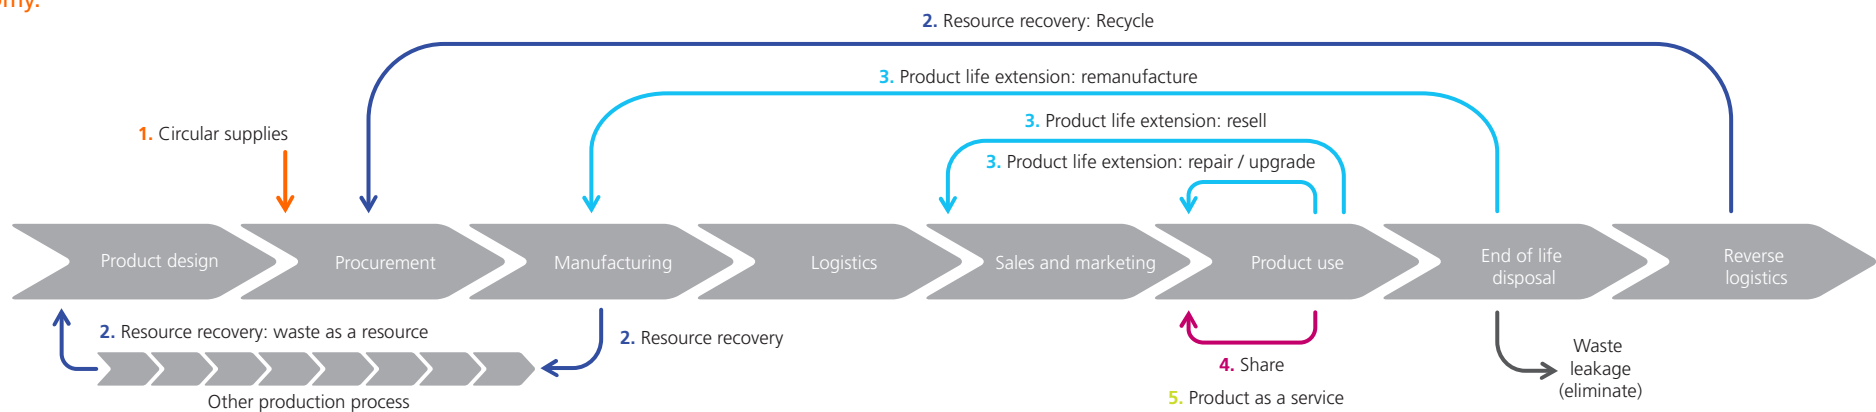 2. Resource recovery: Recycle
3. Product life extension: remanufacture
3. Product life extension: resell
1. Circular supplies
3. Product life extension: repair / upgrade
Product design
Procurement
Manufacturing
Logistics
Sales and marketing
Product use
End of life
disposal
Reverse
logistics
2. Resource recovery: waste as a resource
2. Resource recovery
Other production process
4. Share
5. Product as a service
Waste
leakage
(eliminate)